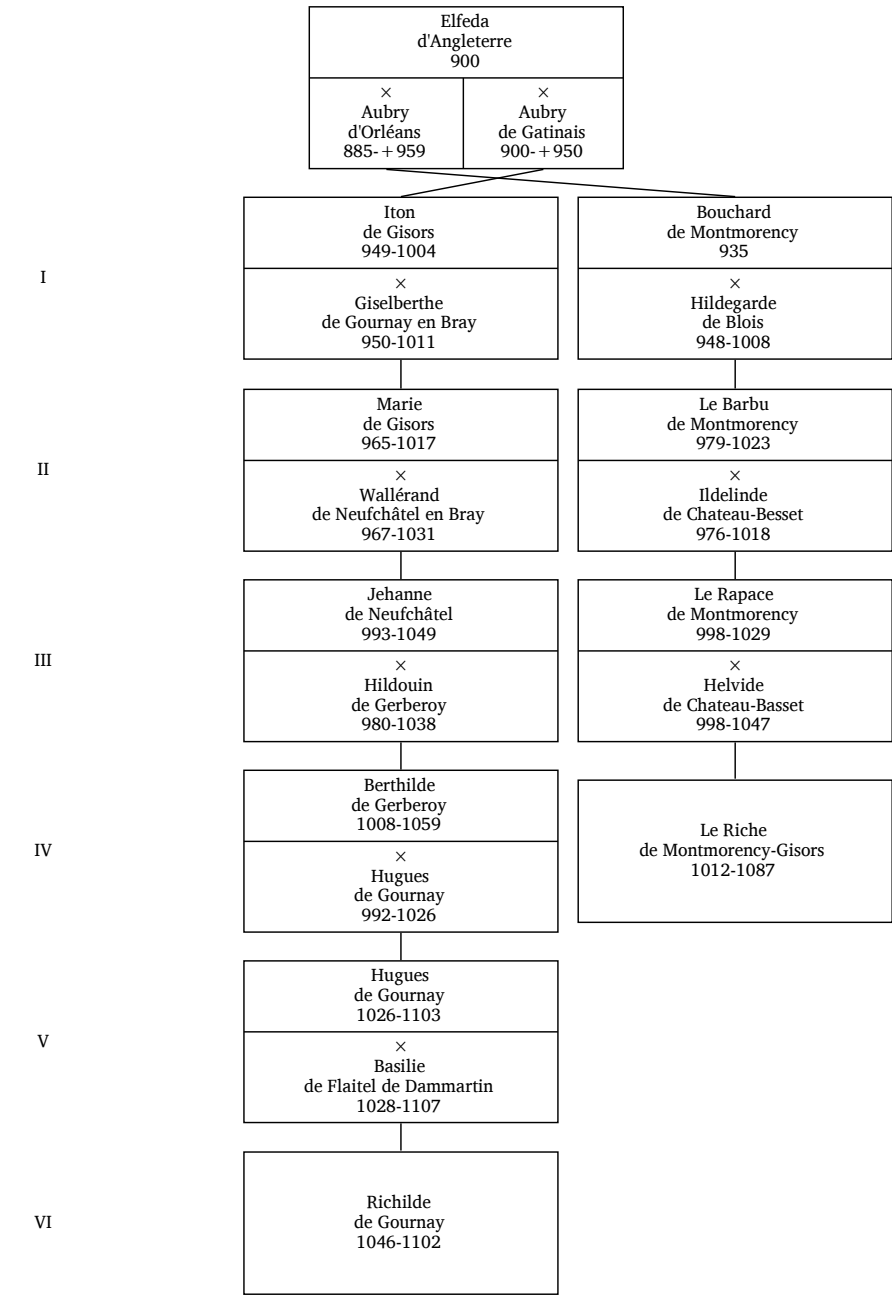 Elfeda
d'Angleterre
900
×
Aubry
d'Orléans
885-+959
×
Aubry
de Gatinais
900-+950
I
Iton
de Gisors
949-1004
×
Giselberthe
de Gournay en Bray
950-1011
Bouchard
de Montmorency
935
×
Hildegarde
de Blois
948-1008
II
Marie
de Gisors
965-1017
×
Wallérand
de Neufchâtel en Bray
967-1031
Le Barbu
de Montmorency
979-1023
×
Ildelinde
de Chateau-Besset
976-1018
III
Jehanne
de Neufchâtel
993-1049
×
Hildouin
de Gerberoy
980-1038
Le Rapace
de Montmorency
998-1029
×
Helvide
de Chateau-Basset
998-1047
IV
Berthilde
de Gerberoy
1008-1059
×
Hugues
de Gournay
992-1026
Le Riche
de Montmorency-Gisors
1012-1087
V
Hugues
de Gournay
1026-1103
×
Basilie
de Flaitel de Dammartin
1028-1107
VI
Richilde
de Gournay
1046-1102